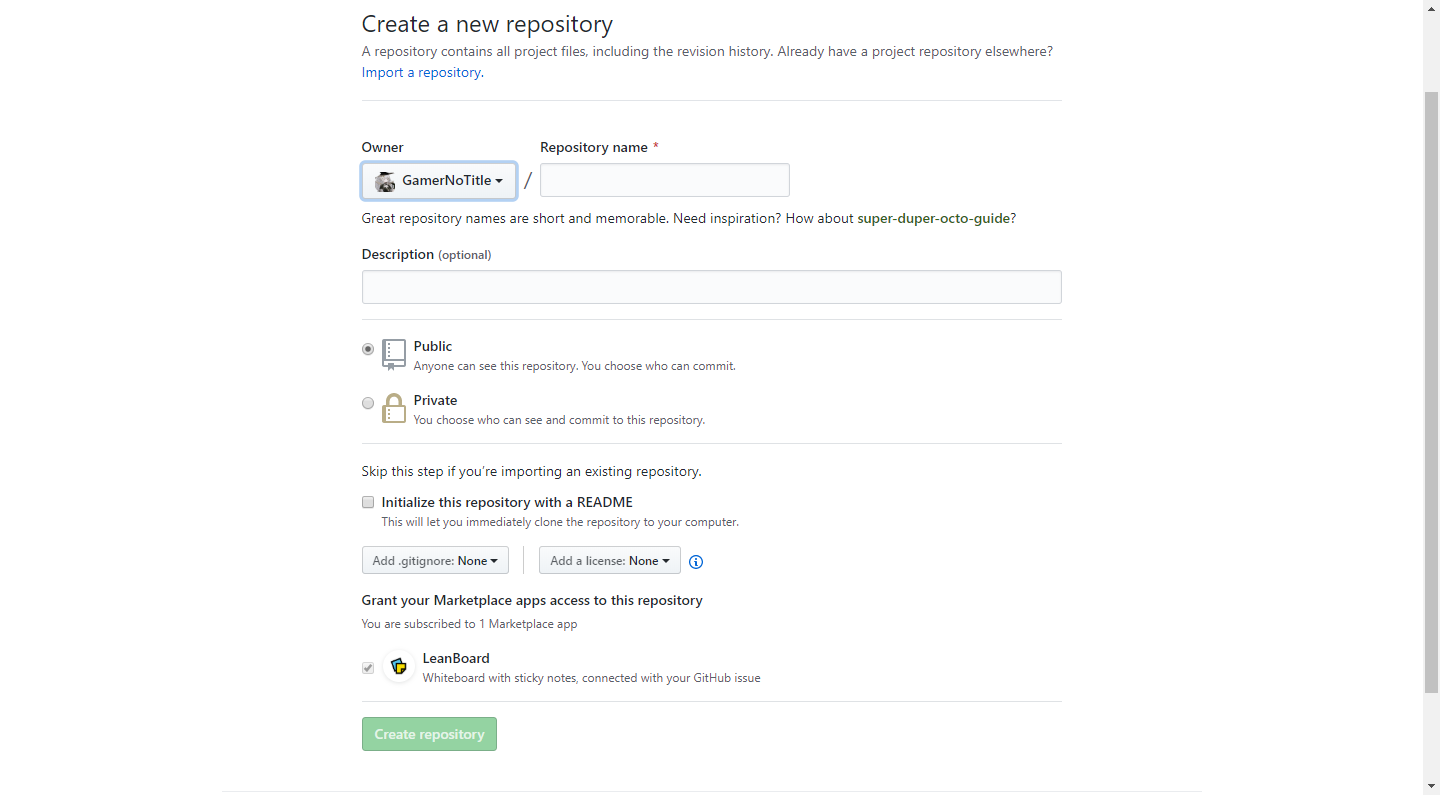 Create a new repository
A repository contains all project files, including the revision history. Already have a project repository elsewhere?
Import a repository.
Owner
Repository name *
GamerNoTitle
/
Great repository names are short and memorable. Need inspiration? How about super-duper-octo-guide?
Description (optional)
Public
Anyone can see this repository. You choose who can commit.
Private
You choose who can see and commit to this repository.
Skip this step if you’re importing an existing repository.
Initialize this repository with a README
This will let you immediately clone the repository to your computer.
Add .gitignore: None
Add a license: None
Grant your Marketplace apps access to this repository
You are subscribed to 1 Marketplace app
LeanBoard
Whiteboard with sticky notes, connected with your GitHub issue
Create repository